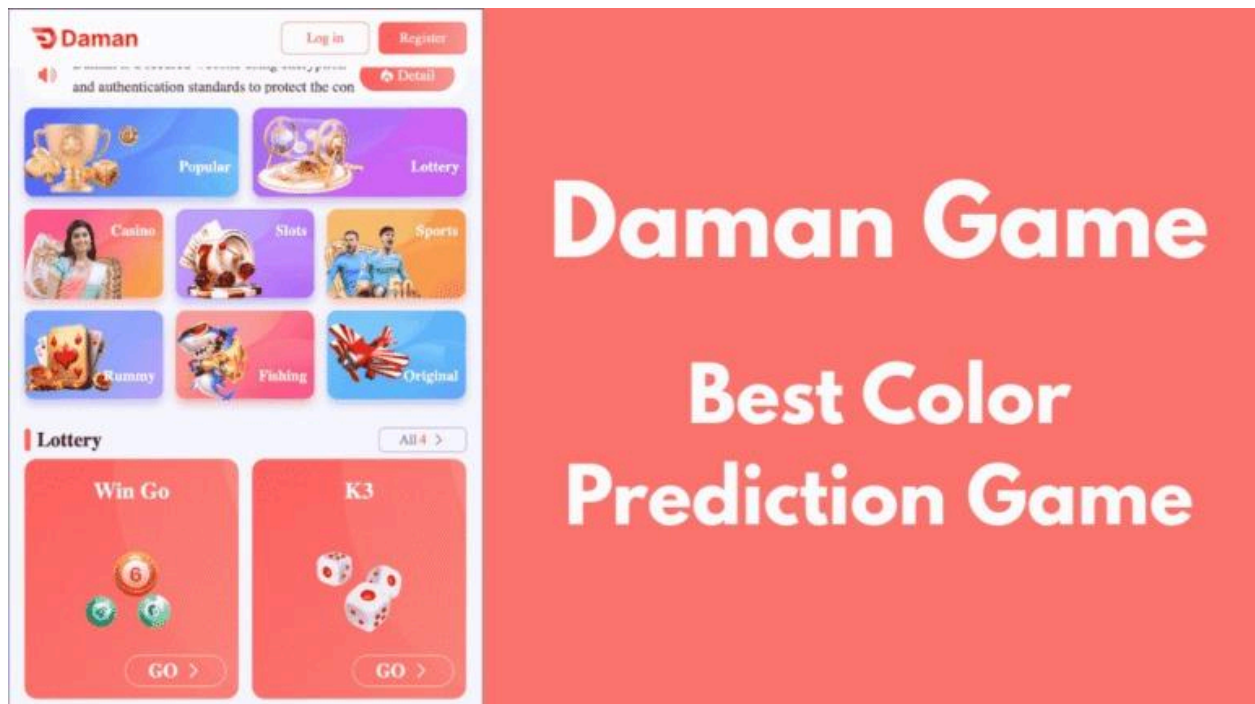 Daman
Log in
Register
and authentication standards to protect the con
Detail
Popular
Lottery
Casino
Slots
Sports
Rummy
Fishing
Original
Lottery
All 4 >
Win Go
K3
6
GO >
GO >
Daman Game
Best Color
Prediction Game